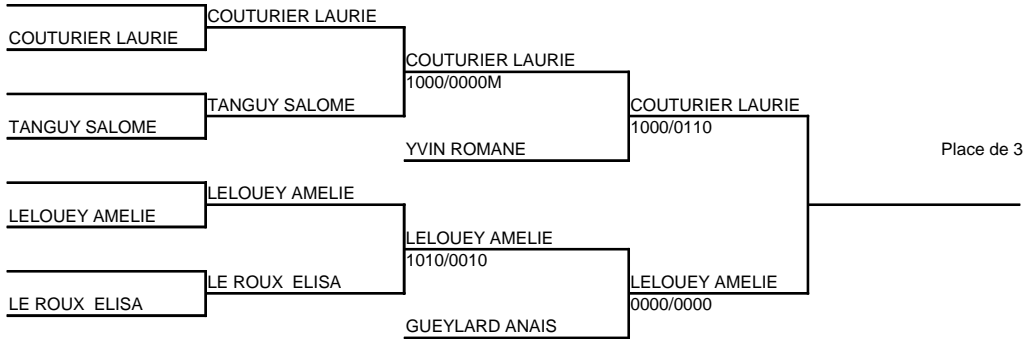 COUTURIER LAURIE
COUTURIER LAURIE
COUTURIER LAURIE
1000/0000M
TANGUY SALOME
COUTURIER LAURIE
TANGUY SALOME
1000/0110
YVIN ROMANE
Place de 3
LELOUEY AMELIE
LELOUEY AMELIE
LELOUEY AMELIE
1010/0010
LE ROUX  ELISA
LELOUEY AMELIE
LE ROUX  ELISA
0000/0000
GUEYLARD ANAIS